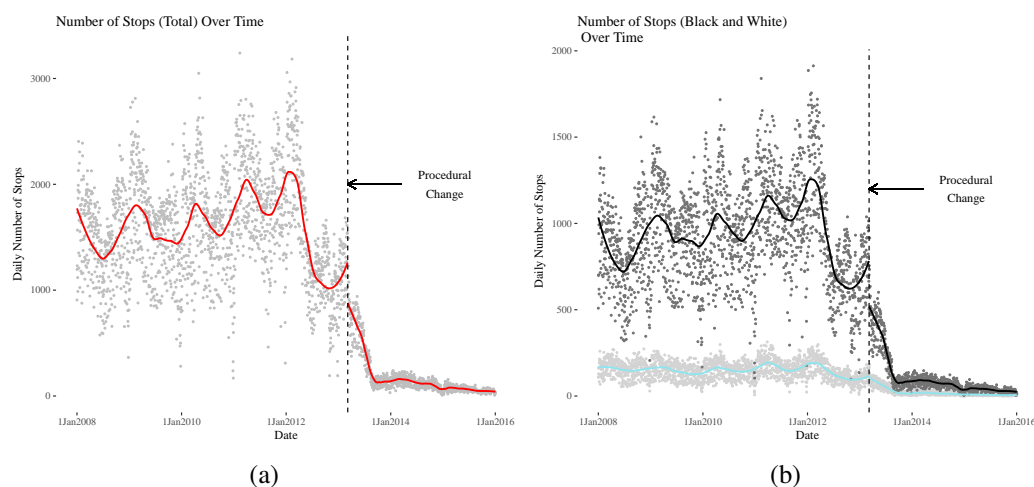 Number of Stops (Total) Over Time
3000
2000
1000
0
Daily Number of Stops
Procedural
Change
1Jan2008
1Jan2010
1Jan2012
1Jan2014
1Jan2016
Date
(a)
Number of Stops (Black and White)
Over Time
2000
1500
1000
500
0
Daily Number of Stops
Procedural
Change
1Jan2008
1Jan2010
1Jan2012
1Jan2014
1Jan2016
Date
(b)